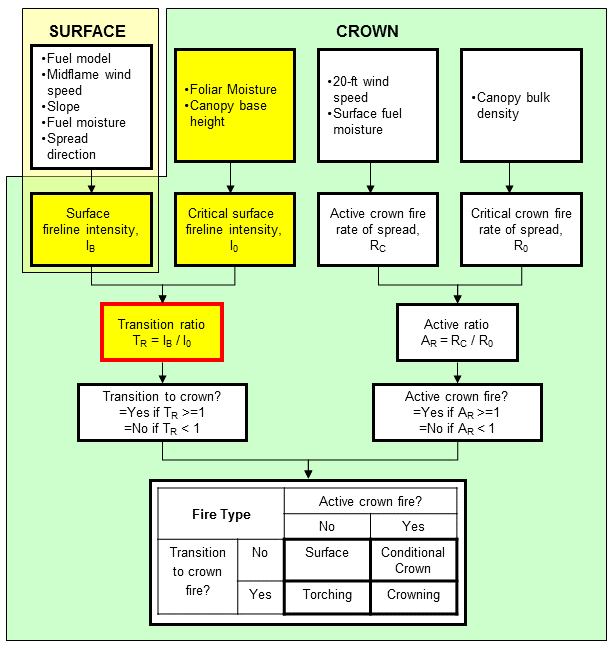 SURFACE
CROWN
•Fuel model
•Midflame wind
speed
•Slope
•Fuel moisture
•Spread
direction
•Foliar Moisture
•Canopy base
height
•20-ft wind
speed
•Surface fuel
moisture
•Canopy bulk
density
Surface
fireline intensity,
I_B
Critical surface
fireline intensity,
I_0
Active crown fire
rate of spread,
R_C
Critical crown fire
rate of spread,
R_0
Transition ratio
T_R = I_B / I_0
Active ratio
A_R = R_C / R_0
Transition to crown?
=Yes if T_R >=1
=No if T_R < 1
Active crown fire?
=Yes if A_R >=1
=No if A_R < 1
Fire Type
Active crown fire?
No
Yes
Transition
to crown
fire?
No
Surface
Conditional
Crown
Yes
Torching
Crowning